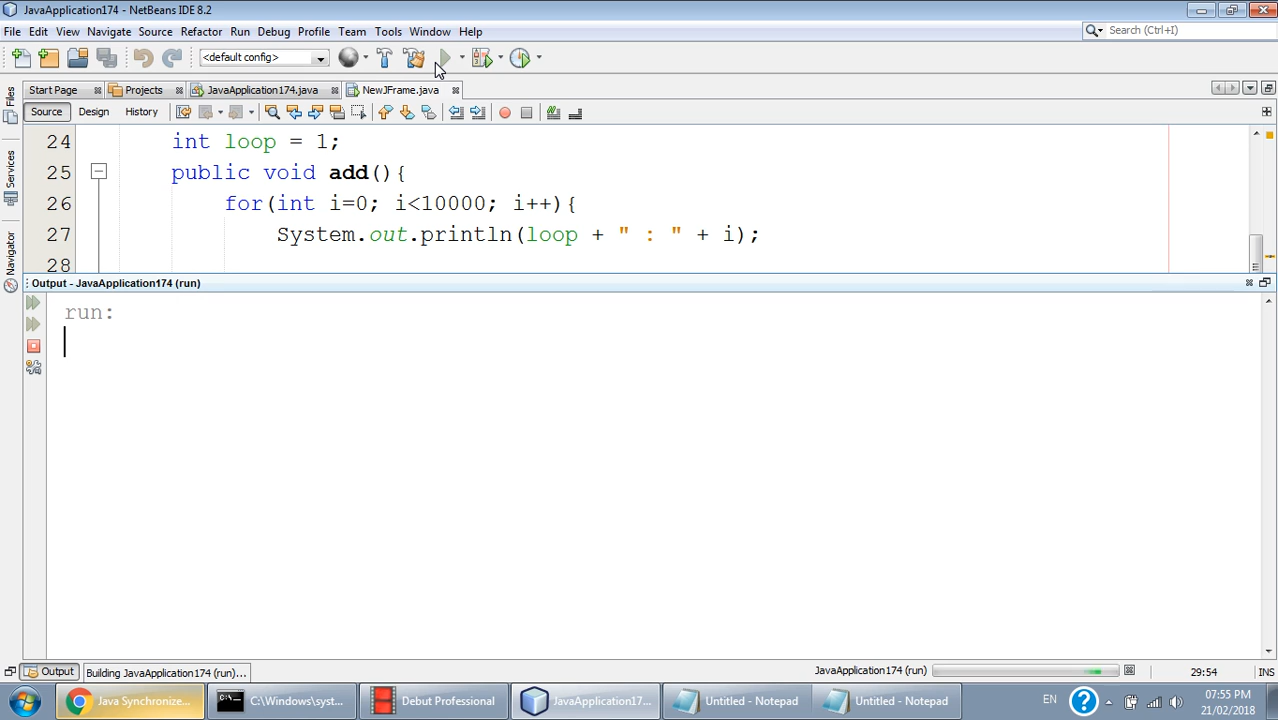 JavaApplication174 - NetBeans IDE 8.2
File Edit View Navigate Source Refactor Run Debug Profile Team Tools Window Help
Search (Ctrl+I)
<default config>
Start Page Projects JavaApplication174.java NewJFrame.java
Files
Services
Navigator
Source Design History
24 int loop = 1;
25 public void add(){
26 for(int i=0; i<10000; i++){
27 System.out.println(loop + " : " + i);
28
Output - JavaApplication174 (run)
run:
Output Building JavaApplication174 (run)... JavaApplication174 (run) 29:54 INS
Java Synchronize... C:\Windows\syst... Debut Professional JavaApplication17... Untitled - Notepad Untitled - Notepad EN 07:55 PM
21/02/2018